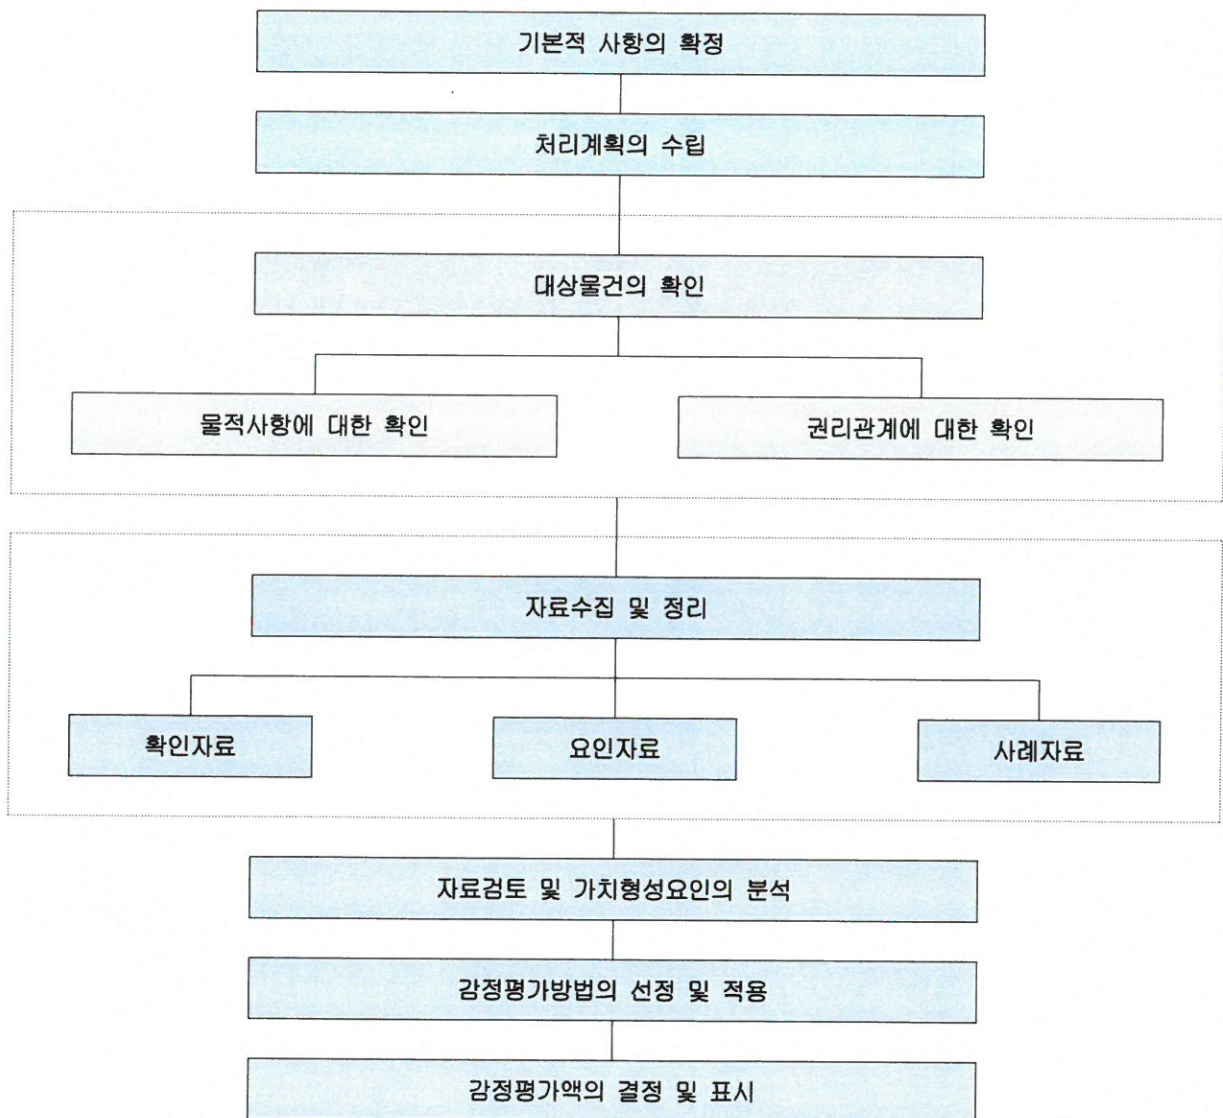 기본적 사항의 확정
처리계획의 수립
대상물건의 확인
물적사항에 대한 확인
권리관계에 대한 확인
자료수집 및 정리
확인자료
요인자료
사례자료
자료검토 및 가치형성요인의 분석
감정평가방법의 선정 및 적용
감정평가액의 결정 및 표시